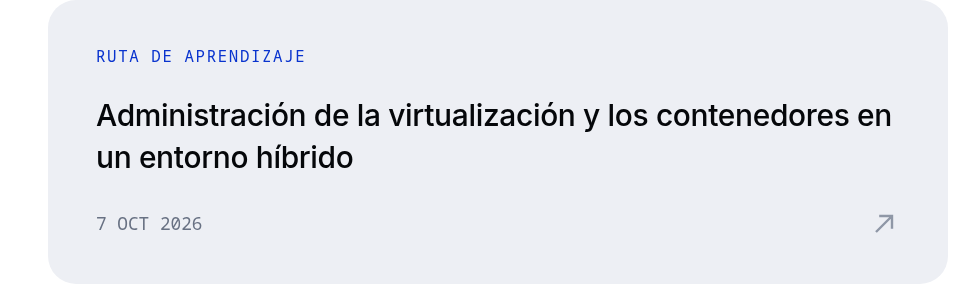 RUTA DE APRENDIZAJE
Administración de la virtualización y los contenedores en
un entorno híbrido
7 OCT 2026